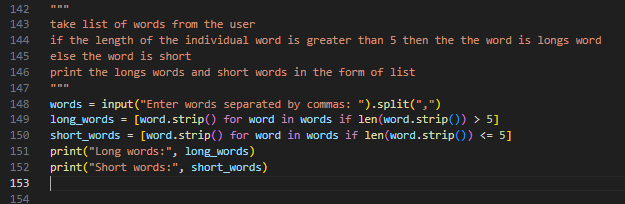 142 """
143 take list of words from the user
144 if the length of the individual word is greater than 5 then the the word is longs word
145 else the word is short
146 print the longs words and short words in the form of list
147 """
148 words = input("Enter words separated by commas: ").split(",")
149 long_words = [word.strip() for word in words if len(word.strip()) > 5]
150 short_words = [word.strip() for word in words if len(word.strip()) <= 5]
151 print("Long words:", long_words)
152 print("Short words:", short_words)
153
154